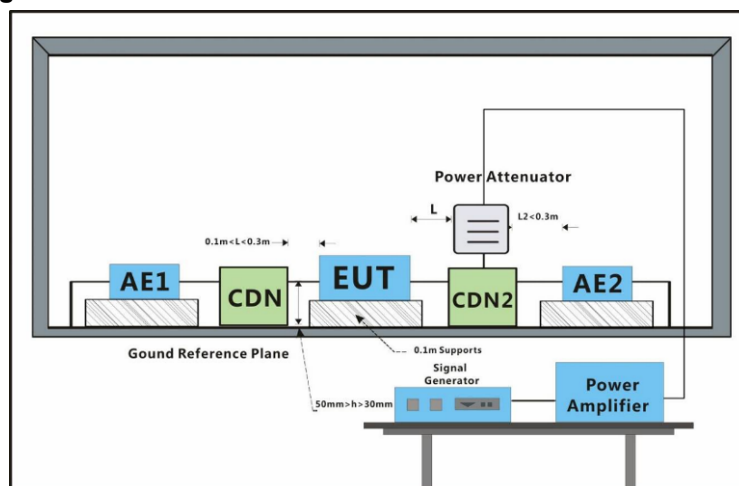 Power Attenuator
L
L2<0.3m
0.1m<L<0.3m
AE1
CDN
EUT
CDN2
AE2
Gound Reference Plane
0.1m Supports
50mm>h>30mm
Signal
Generator
Power
Amplifier